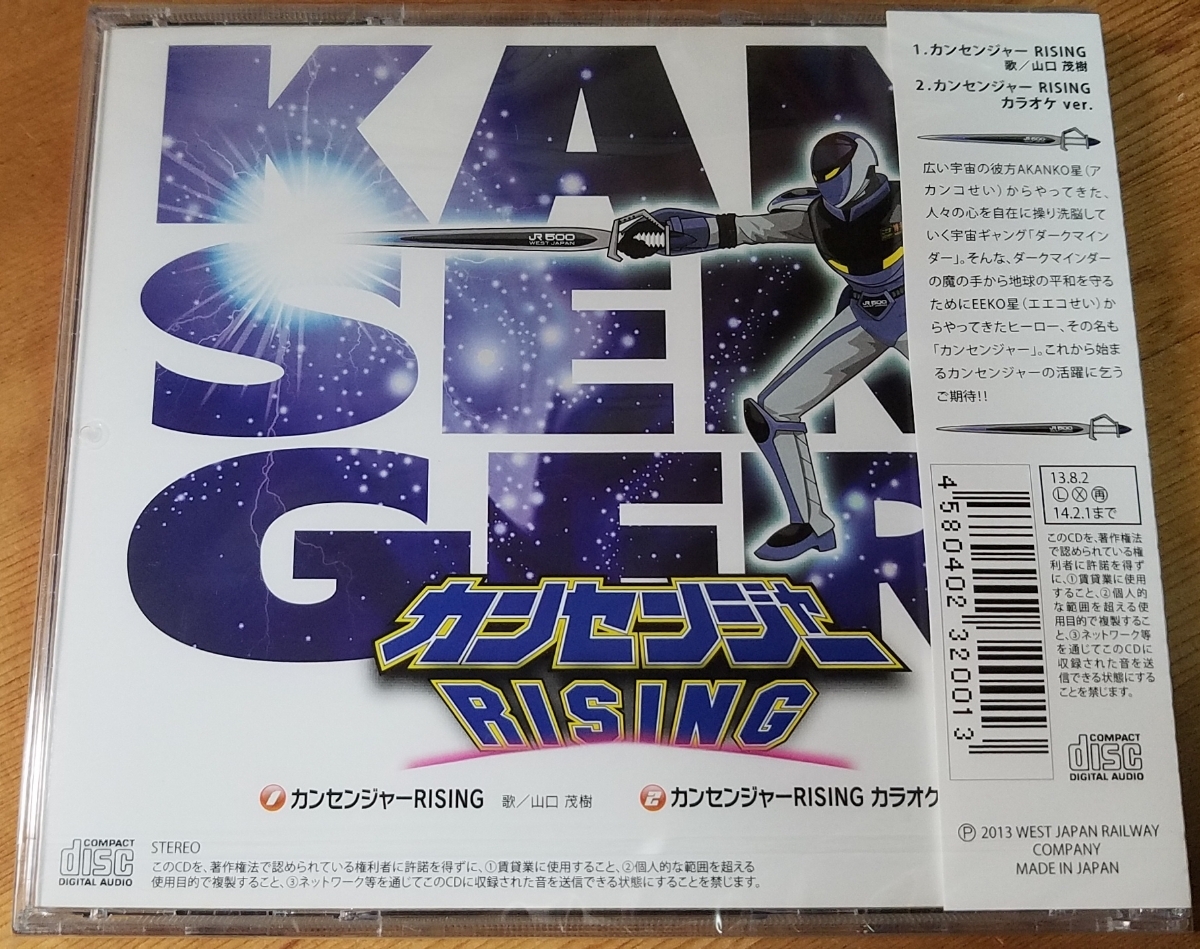 KAN
SEN
GER
JR500
WEST JAPAN
JR500
カンセンジャー
RISING
1 カンセンジャーRISING 歌／山口 茂樹
2 カンセンジャーRISING カラオケ
COMPACT
disc
DIGITAL AUDIO
STEREO
このCDを、著作権法で認められている権利者に許諾を得ずに、①賃貸業に使用すること、②個人的な範囲を超える
使用目的で複製すること、③ネットワーク等を通じてこのCDに収録された音を送信できる状態にすることを禁じます。
1.カンセンジャー RISING
歌／山口 茂樹
2.カンセンジャー RISING
カラオケ ver.
JR500
広い宇宙の彼方AKANKO星（ア
カンコせい）からやってきた、
人々の心を自在に操り洗脳して
いく宇宙ギャング「ダークマイン
ダー」。そんな、ダークマインダー
の魔の手から地球の平和を守る
ためにEEKO星（エエコせい）か
らやってきたヒーロー、その名も
「カンセンジャー」。これから始ま
るカンセンジャーの活躍に乞う
ご期待!!
JR500
4580402320013
13.8.2
Ⓛ Ⓧ ㊞再
14.2.1まで
このCDを、著作権法
で認められている権
利者に許諾を得ず
に、①賃貸業に使用
すること、②個人的
な範囲を超える使
用目的で複製するこ
と、③ネットワーク等
を通じてこのCDに
収録された音を送
信できる状態にする
ことを禁じます。
COMPACT
disc
DIGITAL AUDIO
Ⓟ 2013 WEST JAPAN RAILWAY
COMPANY
MADE IN JAPAN